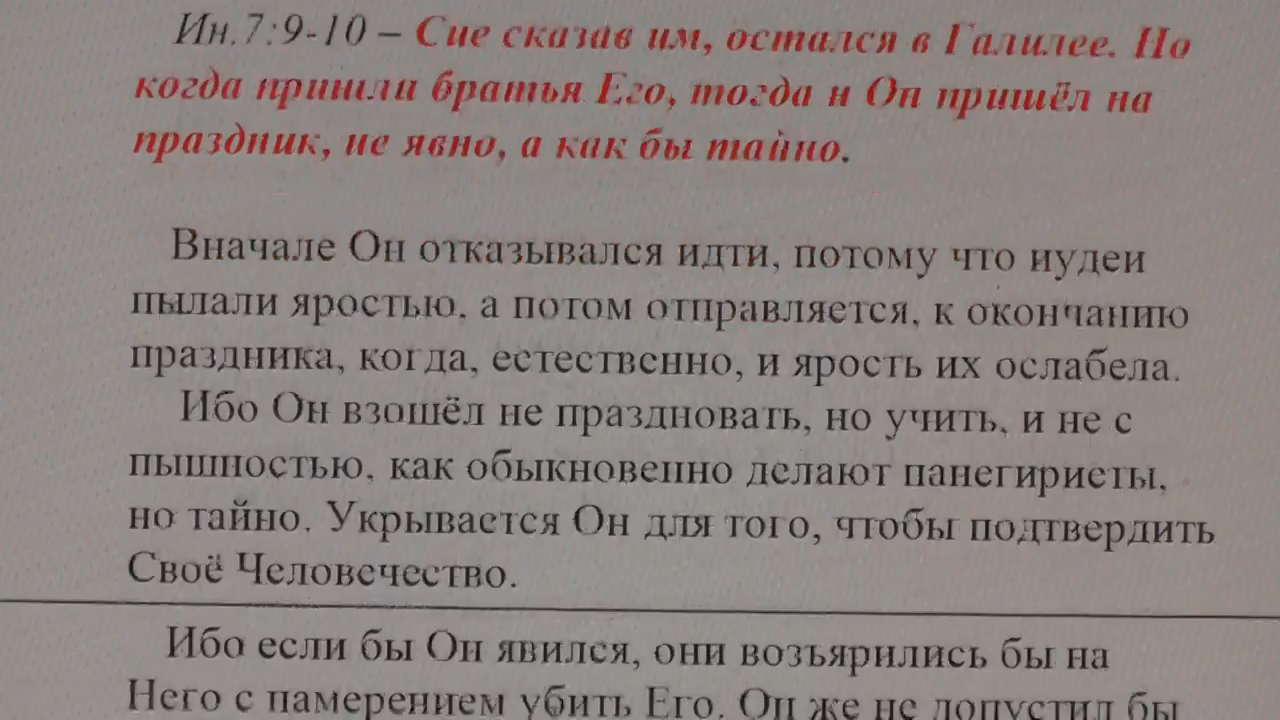 Ин.7:9-10 – Сие сказав им, остался в Галилее. Но
когда пришли братья Его, тогда и Он пришёл на
праздник, не явно, а как бы тайно.
Вначале Он отказывался идти, потому что иудеи
пылали яростью, а потом отправляется, к окончанию
праздника, когда, естественно, и ярость их ослабела.
Ибо Он взошёл не праздновать, но учить, и не с
пышностью, как обыкновенно делают панегиристы,
но тайно. Укрывается Он для того, чтобы подтвердить
Своё Человечество.
Ибо если бы Он явился, они возъярились бы на
Него с намерением убить Его. Он же не допустил бы